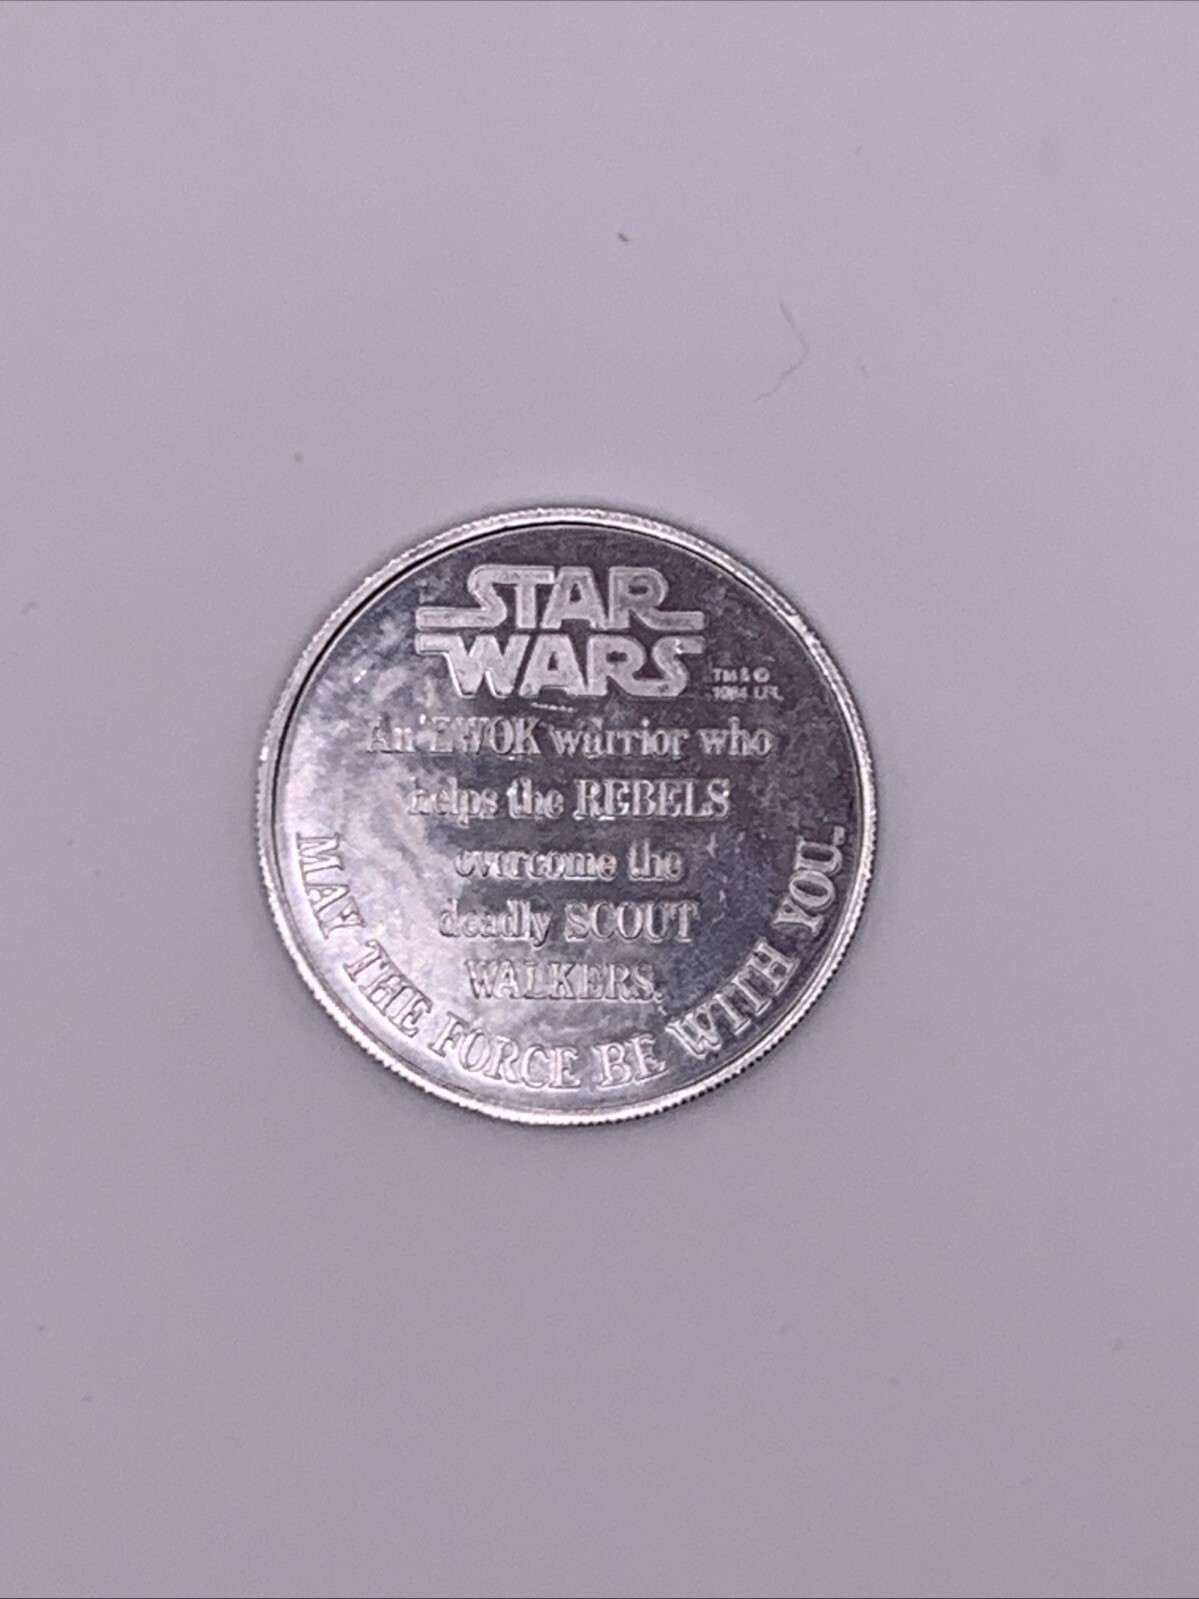 STAR
WARS
TM & ©
1984 LFL
An EWOK warrior who
helps the REBELS
overcome the
deadly SCOUT
WALKERS.
MAY THE FORCE BE WITH YOU.